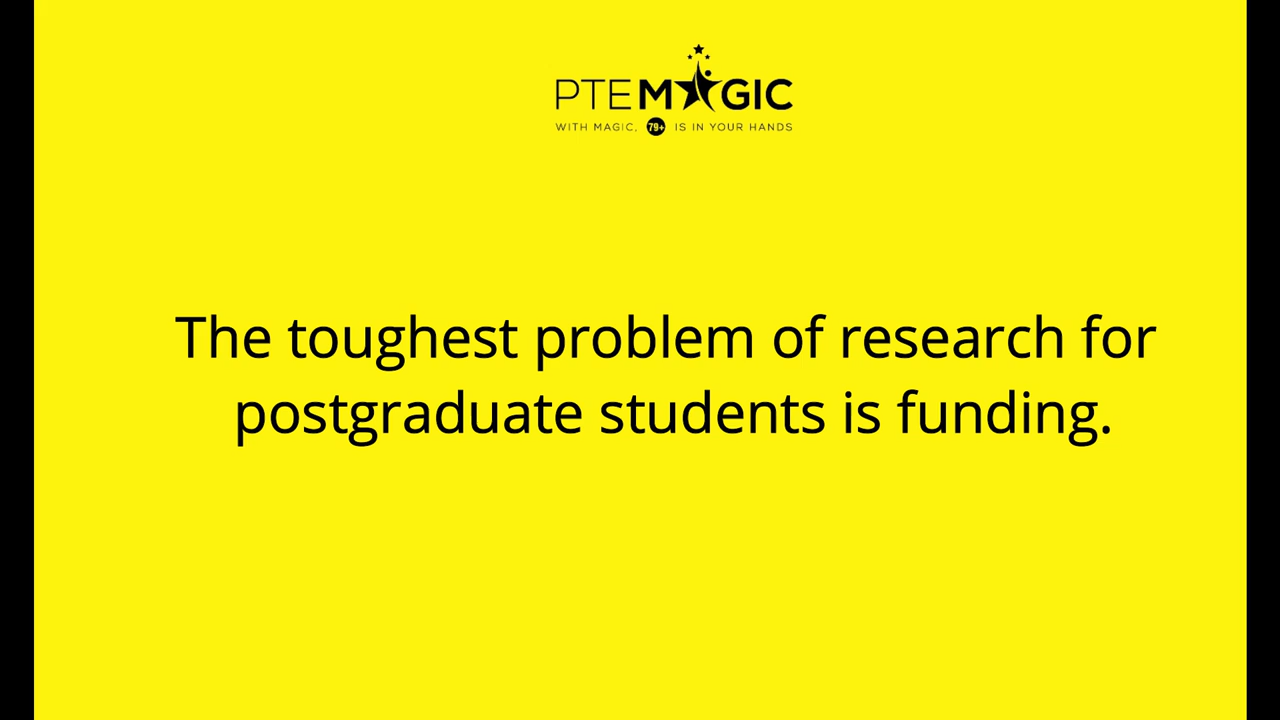 PTEMAGIC
WITH MAGIC, 79+ IS IN YOUR HANDS
The toughest problem of research for
postgraduate students is funding.